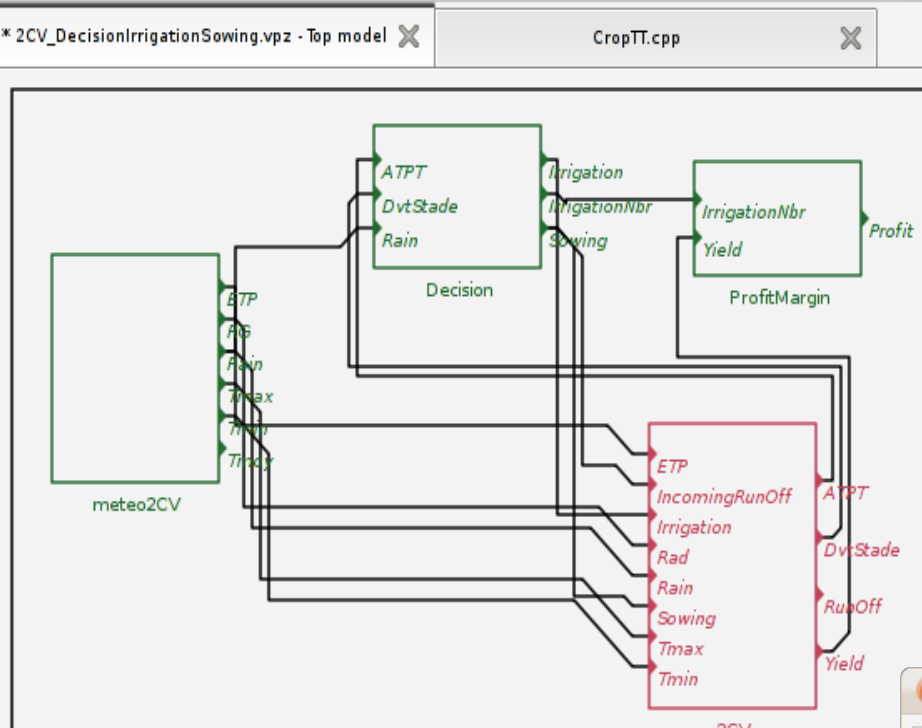 * 2CV_DecisionIrrigationSowing.vpz - Top model
CropTT.cpp
ATPT
DvtStade
Rain
Irrigation
IrrigationNbr
Sowing
Decision
IrrigationNbr
Yield
Profit
ProfitMargin
ETP
RG
Rain
Tmax
Tmin
Tmoy
meteo2CV
ETP
IncomingRunOff
Irrigation
Rad
Rain
Sowing
Tmax
Tmin
ATPT
DvtStade
RunOff
Yield
2CV